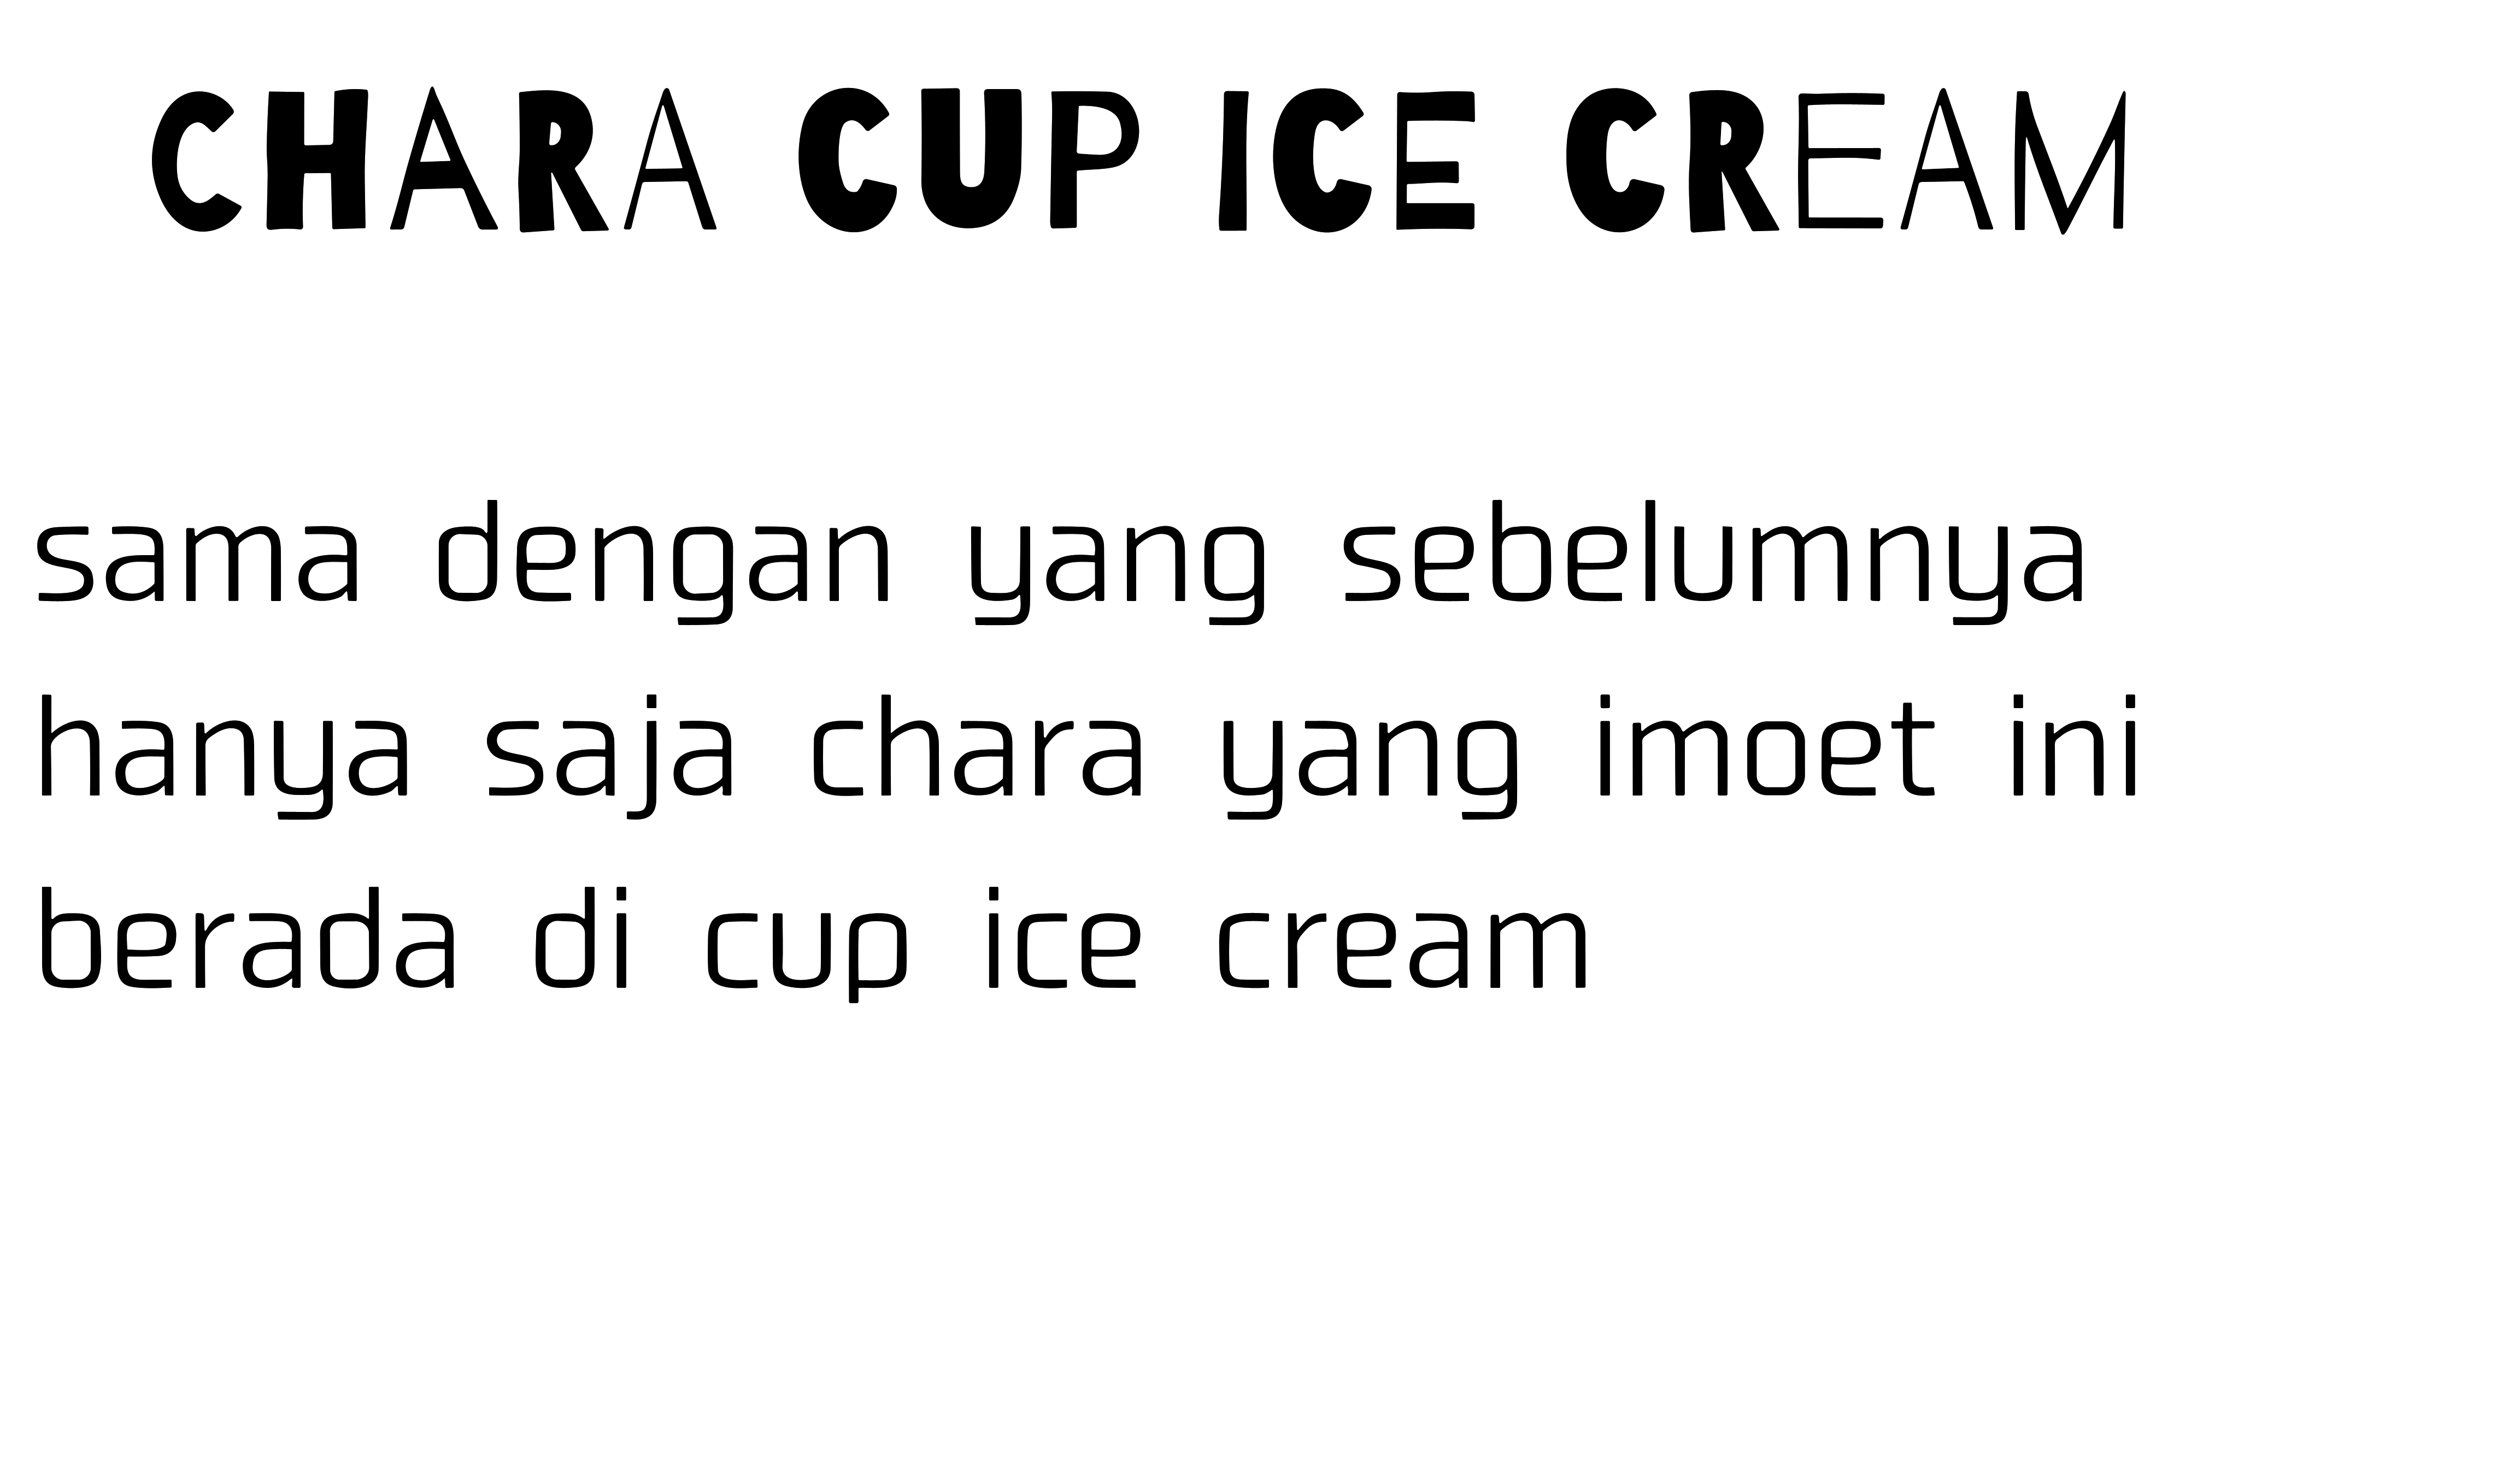 CHARA CUP ICE CREAM
sama dengan yang sebelumnya
hanya saja chara yang imoet ini
berada di cup ice cream